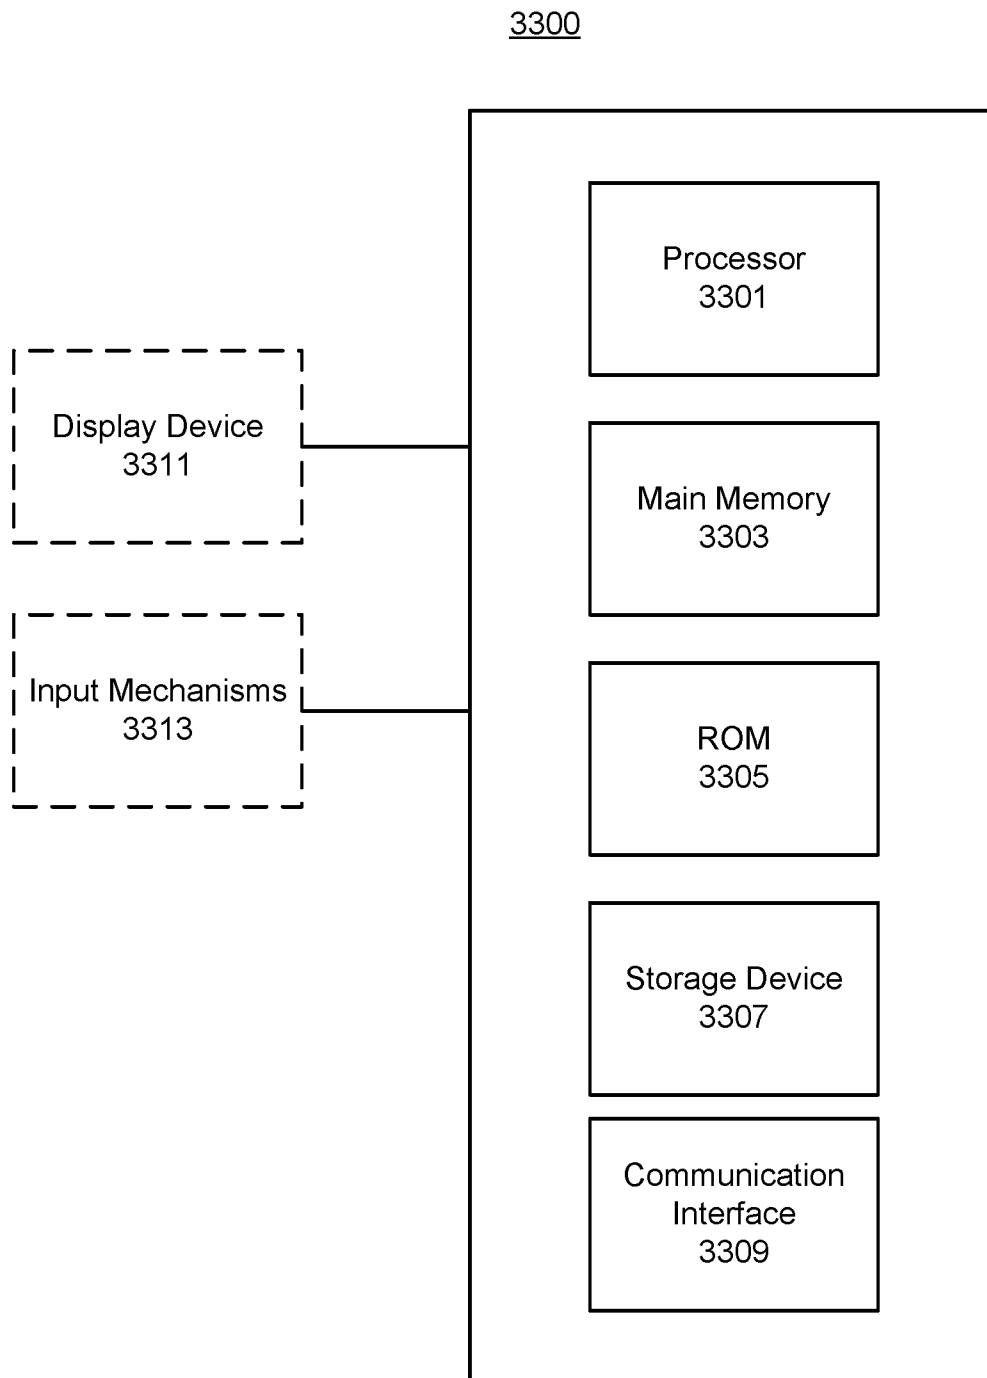 3300
Processor
3301
Display Device
3311
Main Memory
3303
Input Mechanisms
3313
ROM
3305
Storage Device
3307
Communication
Interface
3309